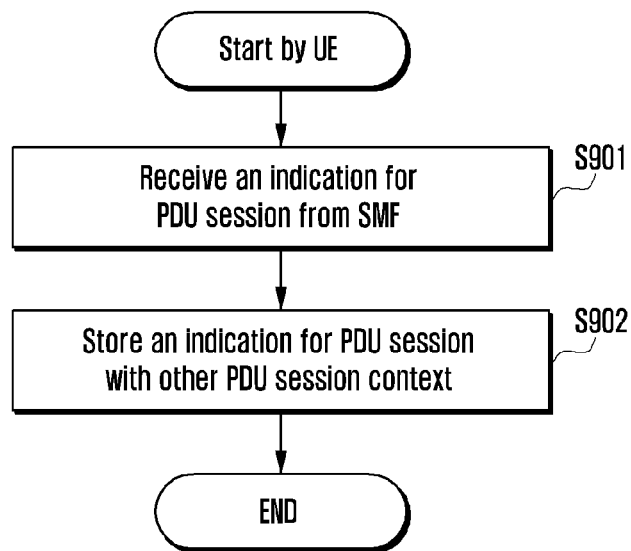 Start by UE
S901
Receive an indication for
PDU session from SMF
S902
Store an indication for PDU session
with other PDU session context
END